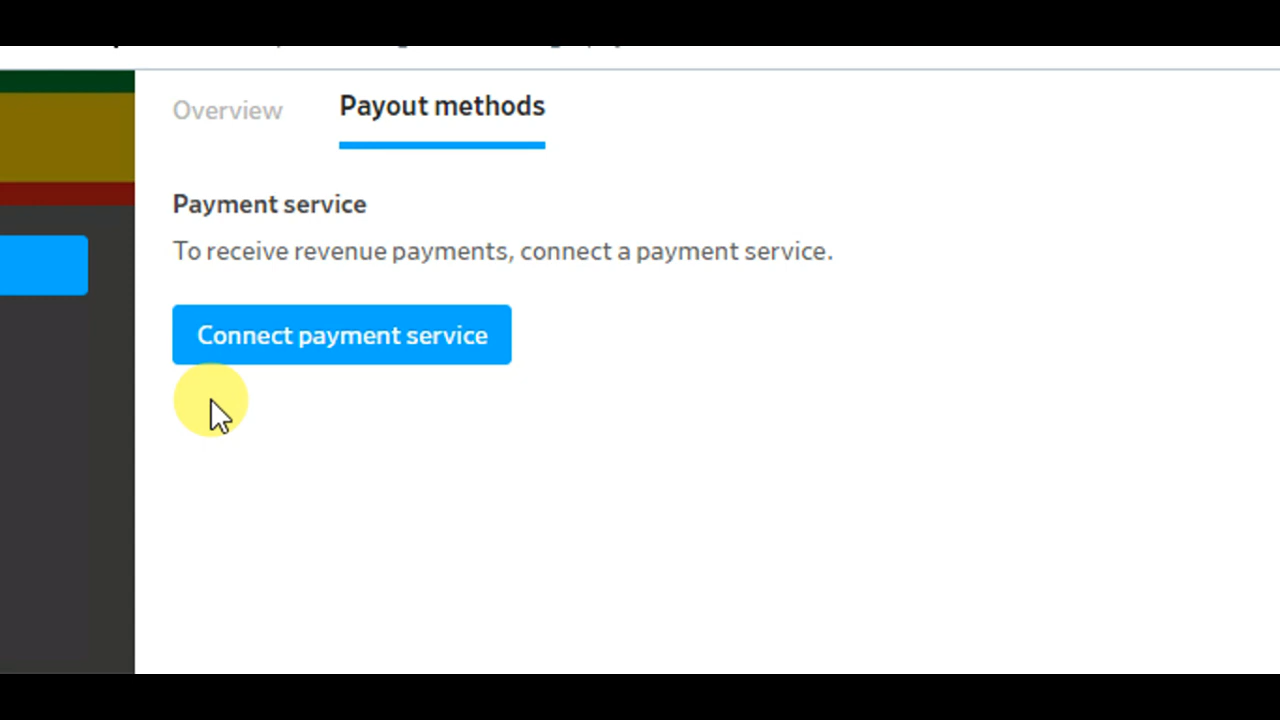 Overview
Payout methods
Payment service
To receive revenue payments, connect a payment service.
Connect payment service